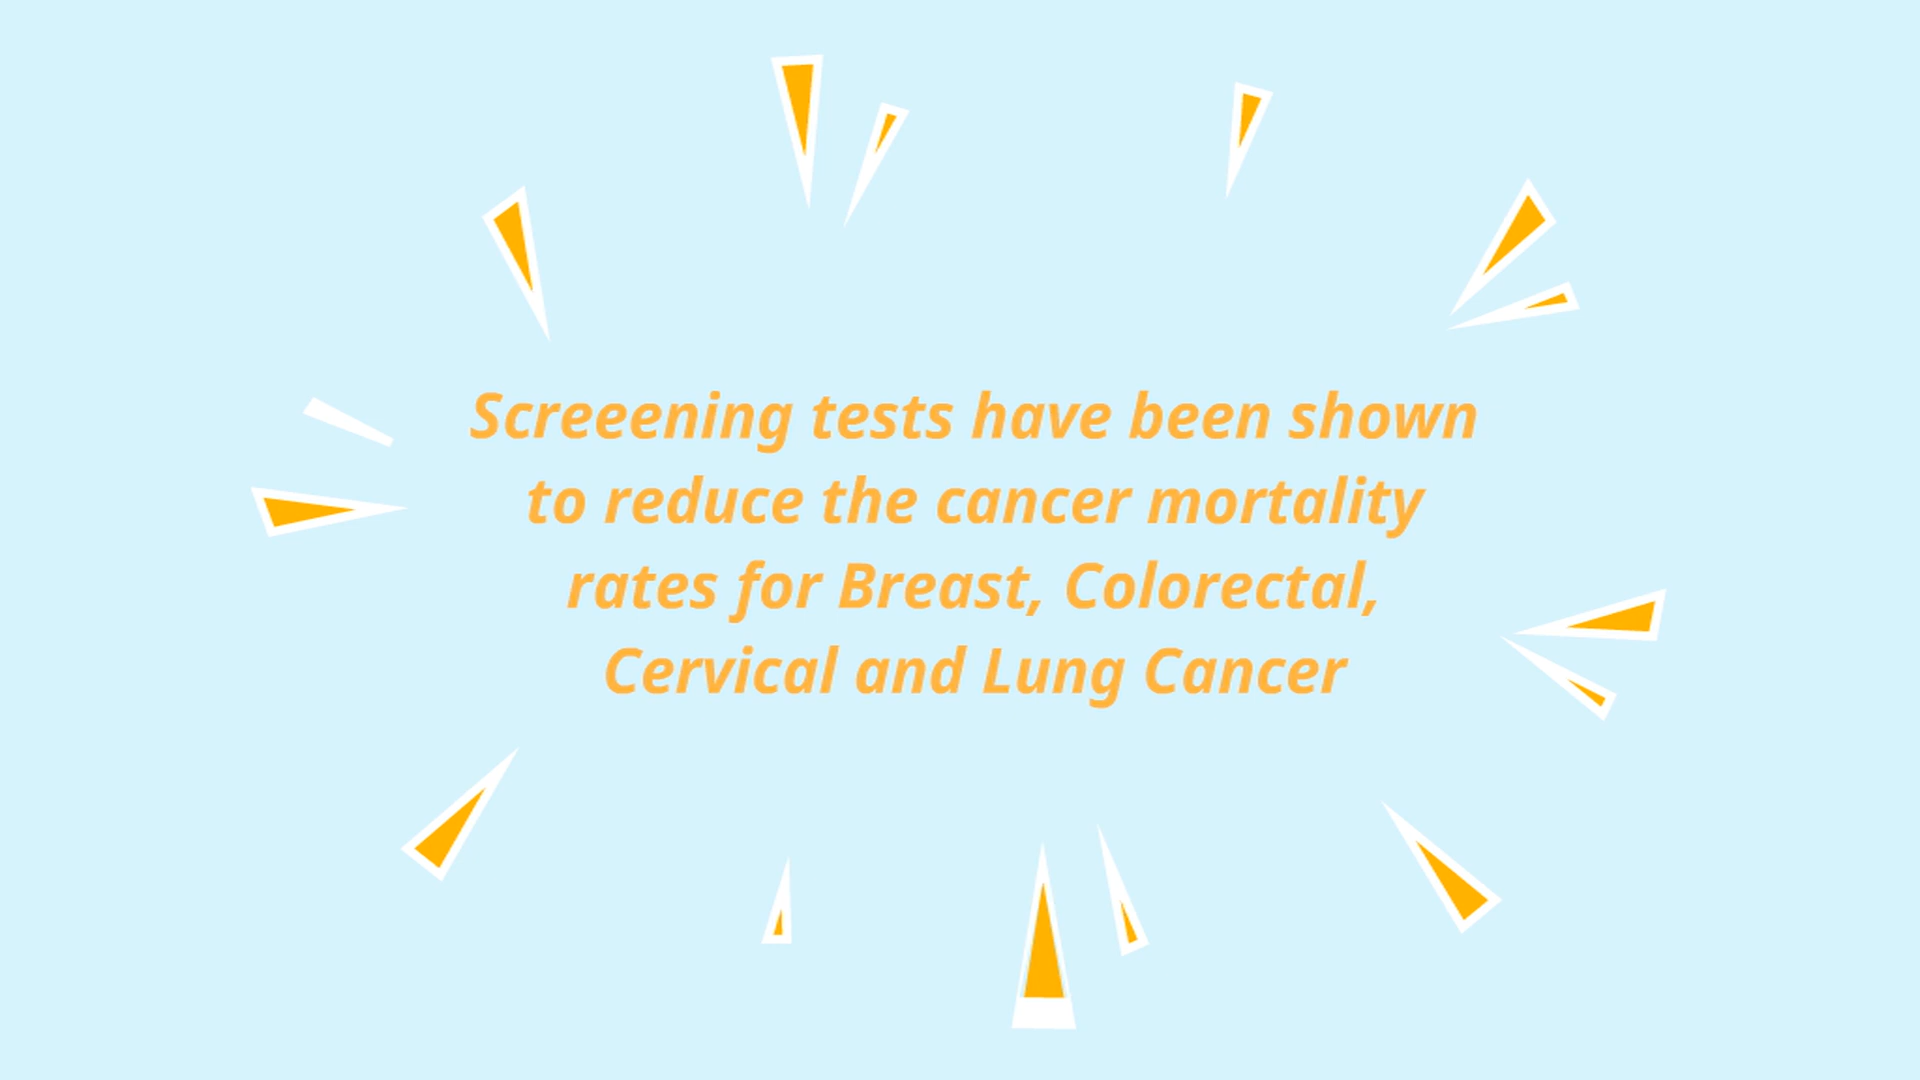 Screeening tests have been shown
to reduce the cancer mortality
rates for Breast, Colorectal,
Cervical and Lung Cancer